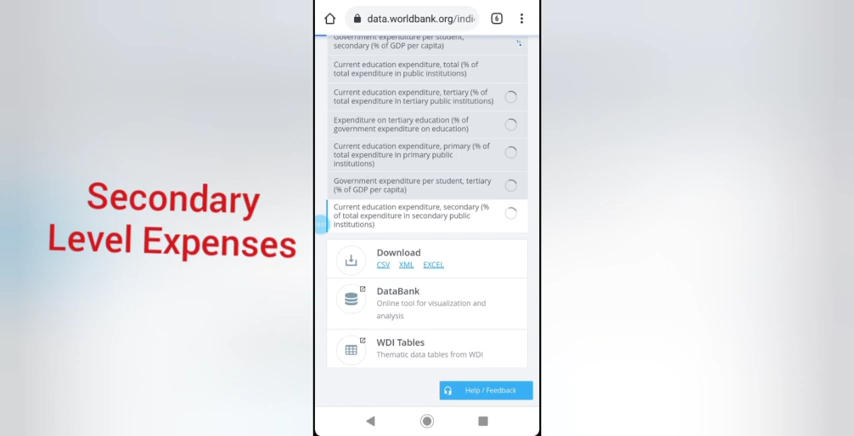 data.worldbank.org/indi
6
Government expenditure per student,
secondary (% of GDP per capita)
Current education expenditure, total (% of
total expenditure in public institutions)
Current education expenditure, tertiary (% of
total expenditure in tertiary public institutions)
Expenditure on tertiary education (% of
government expenditure on education)
Current education expenditure, primary (% of
total expenditure in primary public
institutions)
Government expenditure per student, tertiary
(% of GDP per capita)
Current education expenditure, secondary (%
of total expenditure in secondary public
institutions)
Secondary
Level Expenses
Download
CSV XML EXCEL
DataBank
Online tool for visualization and
analysis
WDI Tables
Thematic data tables from WDI
Help / Feedback